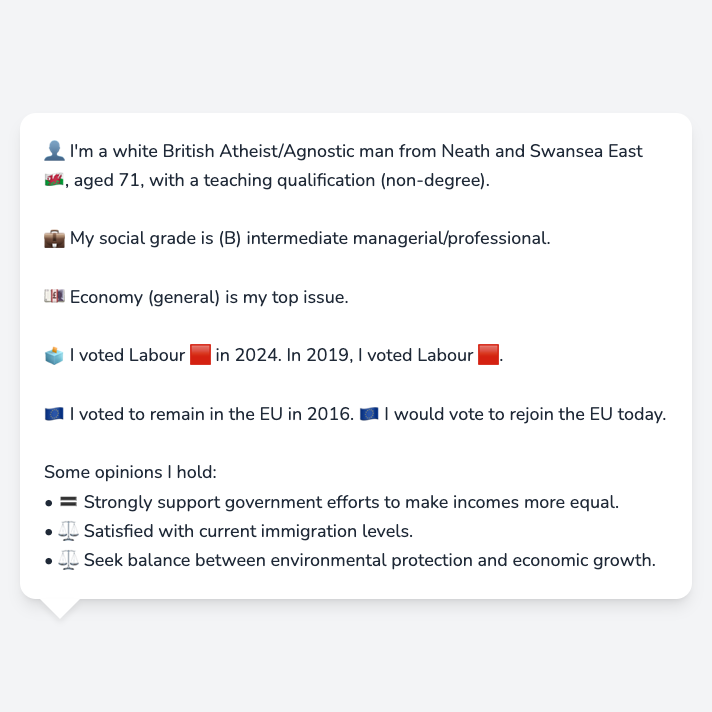 👤 I'm a white British Atheist/Agnostic man from Neath and Swansea East
🏴󠁧󠁢󠁷󠁬󠁳󠁿, aged 71, with a teaching qualification (non-degree).
💼 My social grade is (B) intermediate managerial/professional.
💷 Economy (general) is my top issue.
🗳️ I voted Labour 🟥 in 2024. In 2019, I voted Labour 🟥.
🇪🇺 I voted to remain in the EU in 2016. 🇪🇺 I would vote to rejoin the EU today.
Some opinions I hold:
• 🟰 Strongly support government efforts to make incomes more equal.
• ⚖️ Satisfied with current immigration levels.
• ⚖️ Seek balance between environmental protection and economic growth.